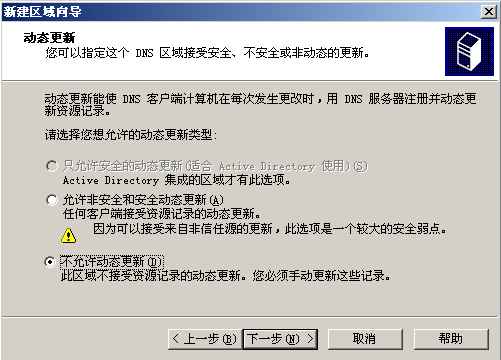 新建区域向导
动态更新
您可以指定这个 DNS 区域接受安全、不安全或非动态的更新。
动态更新能使 DNS 客户端计算机在每次发生更改时，用 DNS 服务器注册并动态更
新资源记录。
请选择您想允许的动态更新类型:
只允许安全的动态更新(适合 Active Directory 使用)(S)
Active Directory 集成的区域才有此选项。
允许非安全和安全动态更新(A)
任何客户端接受资源记录的动态更新。
因为可以接受来自非信任源的更新，此选项是一个较大的安全弱点。
不允许动态更新(D)
此区域不接受资源记录的动态更新。您必须手动更新这些记录。
< 上一步(B)
下一步(N) >
取消
帮助